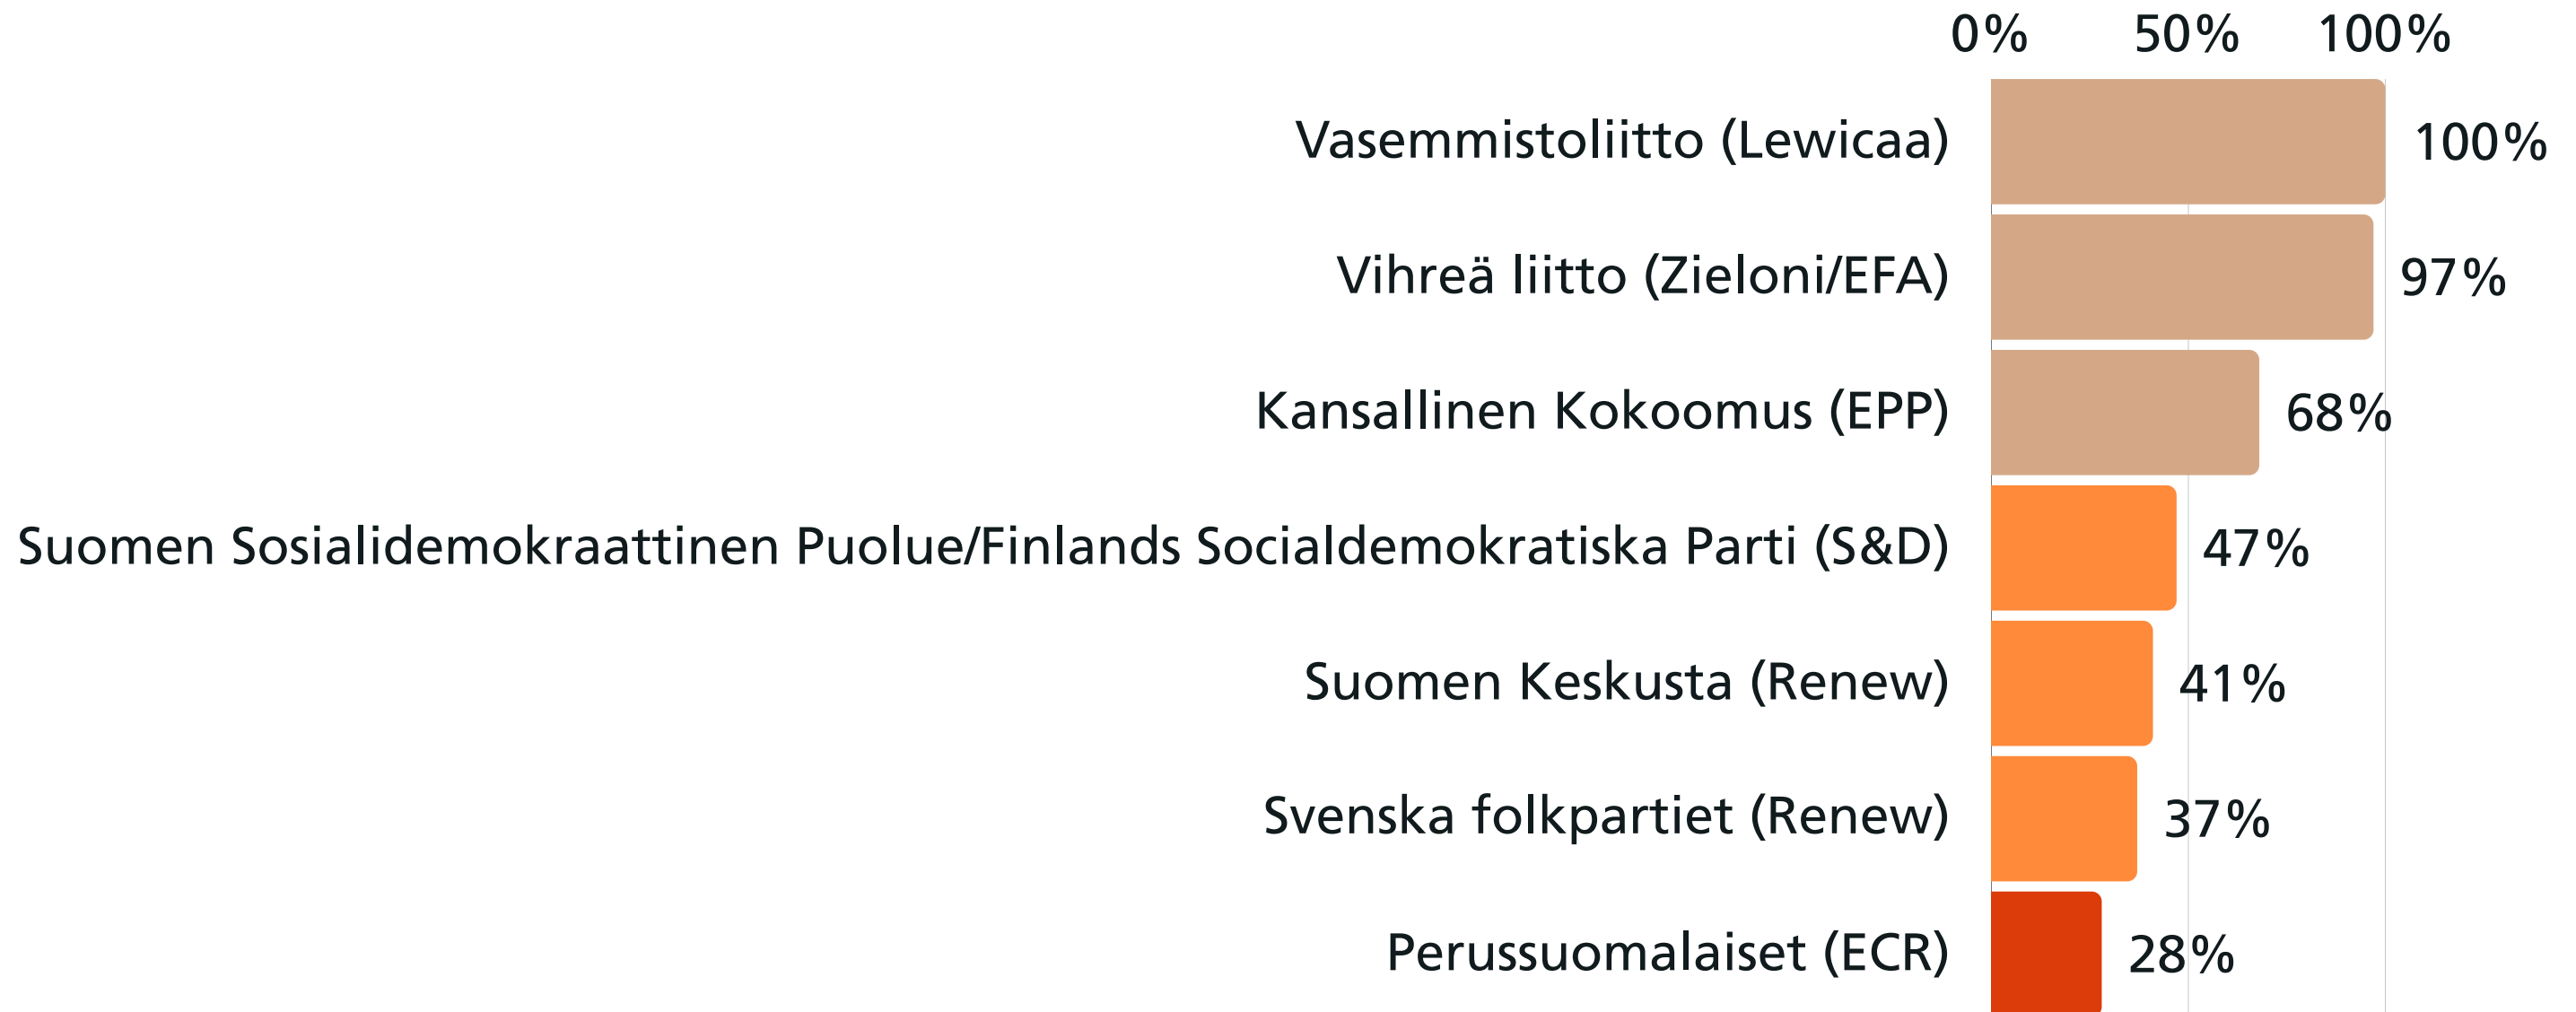 0% 50% 100%
Vasemmistoliitto (Lewicaa) 100%
Vihreä liitto (Zieloni/EFA) 97%
Kansallinen Kokoomus (EPP) 68%
Suomen Sosialidemokraattinen Puolue/Finlands Socialdemokratiska Parti (S&D) 47%
Suomen Keskusta (Renew) 41%
Svenska folkpartiet (Renew) 37%
Perussuomalaiset (ECR) 28%